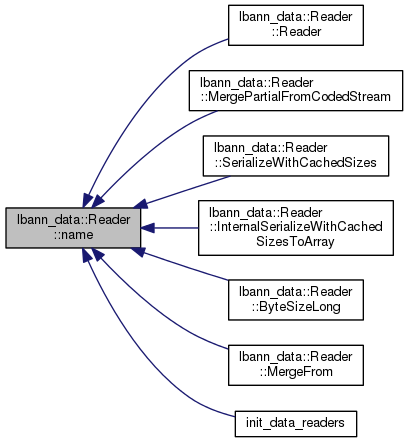 lbann_data::Reader
::Reader
lbann_data::Reader
::MergePartialFromCodedStream
lbann_data::Reader
::SerializeWithCachedSizes
lbann_data::Reader
::name
lbann_data::Reader
::InternalSerializeWithCached
SizesToArray
lbann_data::Reader
::ByteSizeLong
lbann_data::Reader
::MergeFrom
init_data_readers